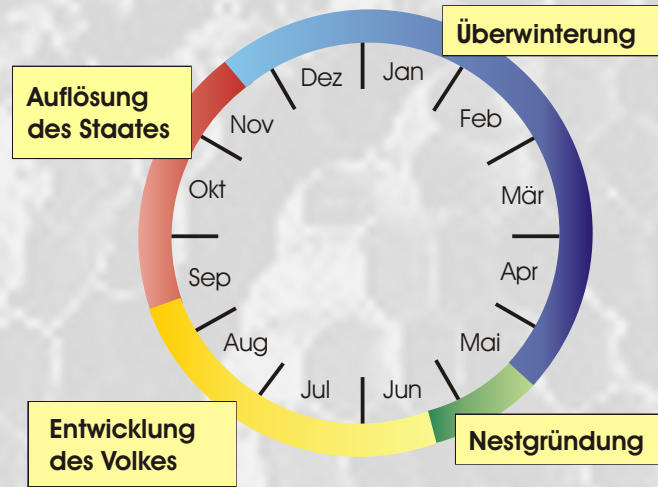 Überwinterung
Auflösung
des Staates
Dez
Jan
Nov
Feb
Okt
Mär
Sep
Apr
Aug
Mai
Jul
Jun
Entwicklung
des Volkes
Nestgründung